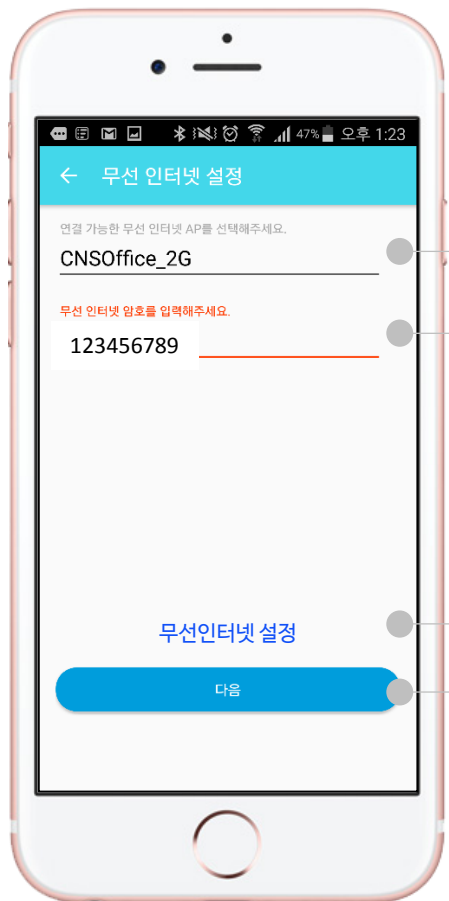 47% 오후 1:23
무선 인터넷 설정
연결 가능한 무선 인터넷 AP를 선택해주세요.
CNSOffice_2G
무선 인터넷 암호를 입력해주세요.
123456789
무선인터넷 설정
다음